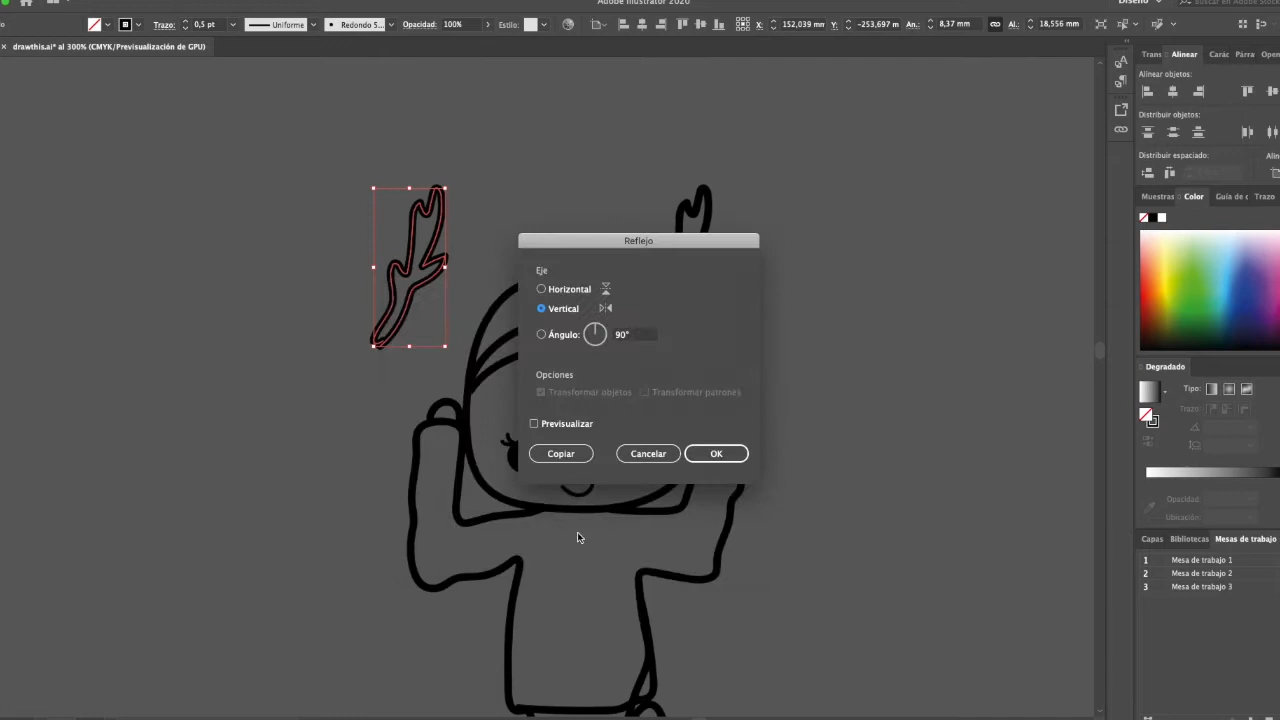 Adobe Illustrator 2020
Diseño
Trazo: 0,5 pt Uniforme Redondo 5... Opacidad: 100% Estilo: X: 152,039 mm Y: -253,697 m An.: 8,37 mm Al.: 18,556 mm
× drawthis.ai* al 300% (CMYK/Previsualización de GPU)
Trans Alinear Carác Párra Open
Alinear objetos:
Distribuir objetos:
Distribuir espaciado: Alin
Muestras Color Guía de c Trazo
Degradado
Tipo:
Trazo:
Opacidad:
Ubicación:
Capas Bibliotecas Mesas de trabajo
1 Mesa de trabajo 1
2 Mesa de trabajo 2
3 Mesa de trabajo 3
Reflejo
Eje
Horizontal
Vertical
Ángulo: 90°
Opciones
Transformar objetos Transformar patrones
Previsualizar
Copiar Cancelar OK